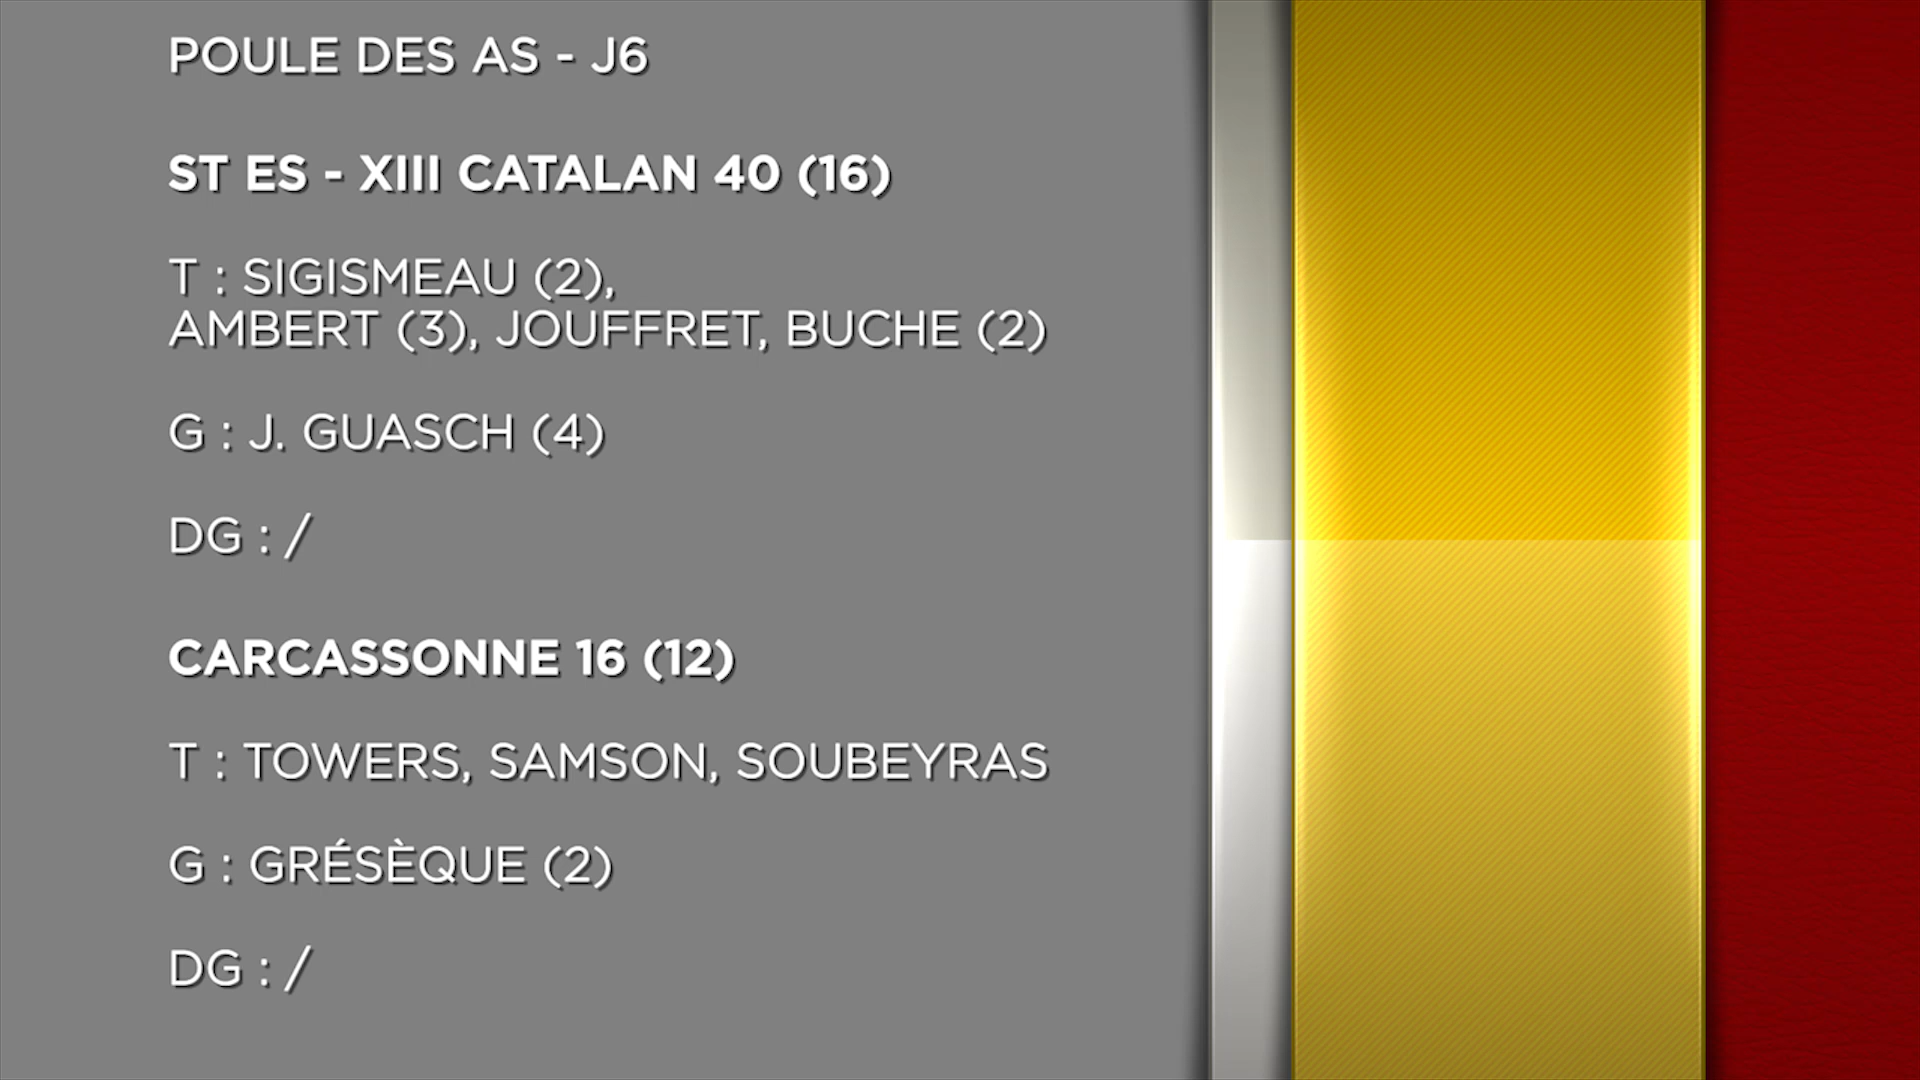 POULE DES AS - J6
ST ES - XIII CATALAN 40 (16)
T : SIGISMEAU (2),
AMBERT (3), JOUFFRET, BUCHE (2)
G : J. GUASCH (4)
DG : /
CARCASSONNE 16 (12)
T : TOWERS, SAMSON, SOUBEYRAS
G : GRÉSÈQUE (2)
DG : /